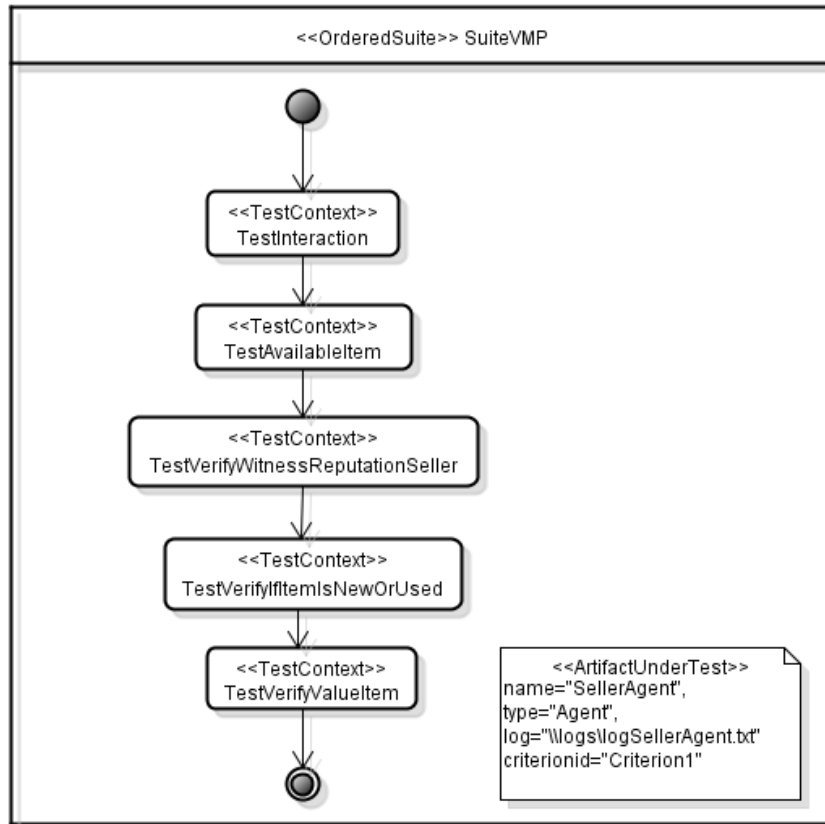 <<OrderedSuite>> SuiteVMP
<<TestContext>>
TestInteraction
<<TestContext>>
TestAvailableItem
<<TestContext>>
TestVerifyWitnessReputationSeller
<<TestContext>>
TestVerifyIfItemIsNewOrUsed
<<TestContext>>
TestVerifyValueItem
<<ArtifactUnderTest>>
name="SellerAgent",
type="Agent",
log="\\logs\logSellerAgent.txt"
criterionid="Criterion1"